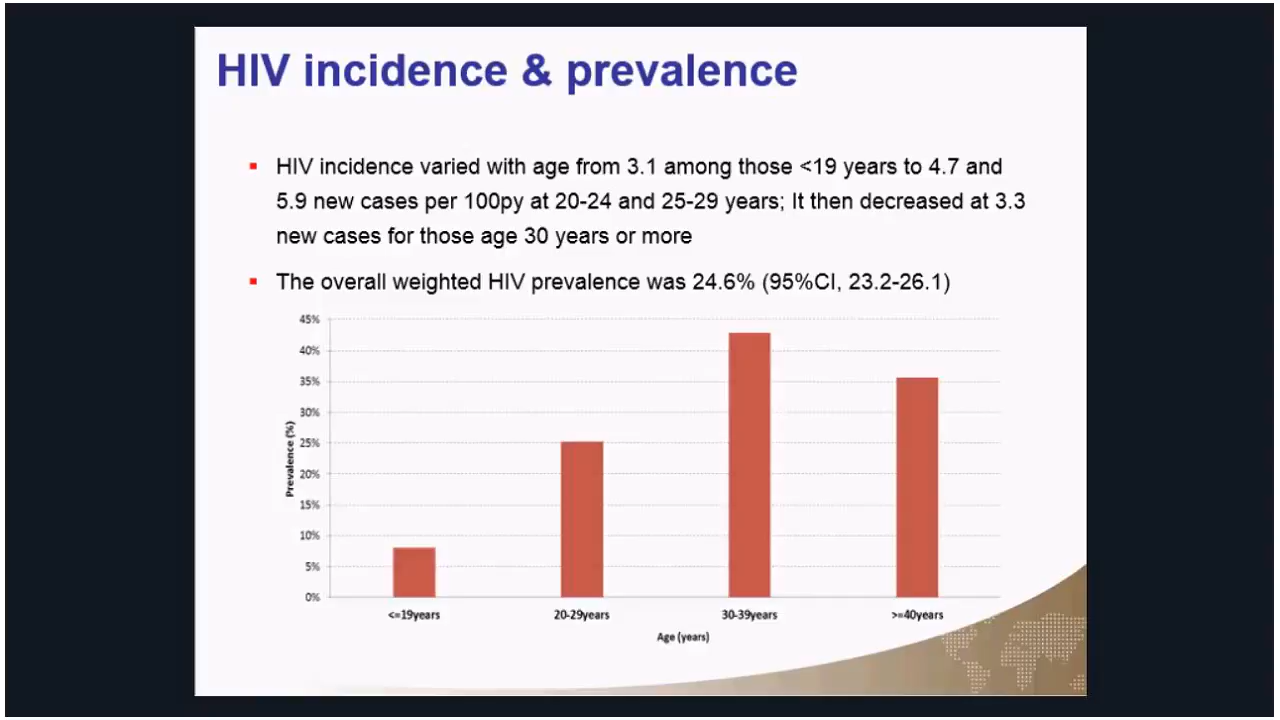 HIV incidence & prevalence
HIV incidence varied with age from 3.1 among those <19 years to 4.7 and
5.9 new cases per 100py at 20-24 and 25-29 years; It then decreased at 3.3
new cases for those age 30 years or more
The overall weighted HIV prevalence was 24.6% (95%CI, 23.2-26.1)
45%
40%
35%
30%
25%
20%
15%
10%
5%
0%
Prevalence (%)
<=19years 20-29years 30-39years >=40years
Age (years)